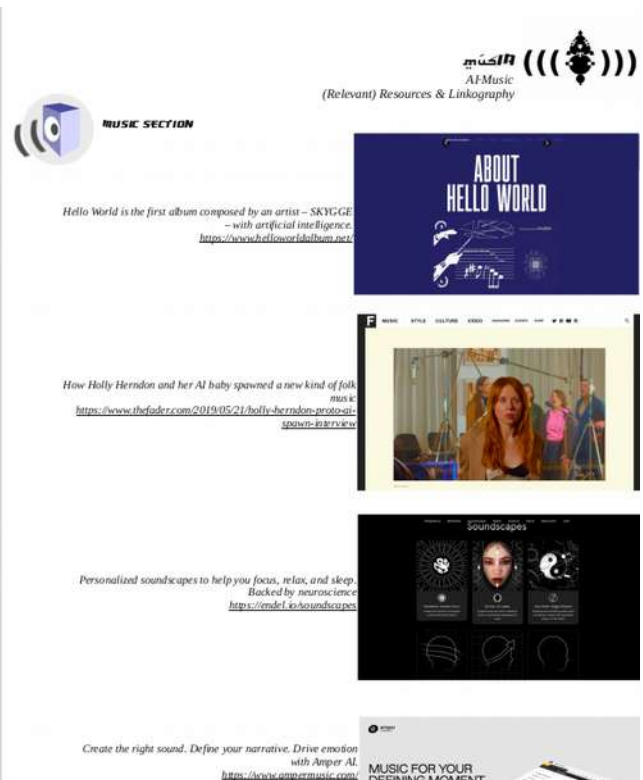 AI-Music
(Relevant) Resources & Linkography
MUSIC SECTION
ABOUT
HELLO WORLD
Hello World is the first album composed by an artist – SKYGGE
– with artificial intelligence.
https://www.helloworldalbum.net/
F MUSIC STYLE CULTURE VIDEO
How Holly Herndon and her AI baby spawned a new kind of folk
music
https://www.thefader.com/2019/05/21/holly-herndon-proto-ai-
spawn-interview
Soundscapes
Personalized soundscapes to help you focus, relax, and sleep.
Backed by neuroscience
https://endel.io/soundscapes
Create the right sound. Define your narrative. Drive emotion
with Amper AI.
https://www.ampermusic.com/
MUSIC FOR YOUR
DEFINING MOMENT